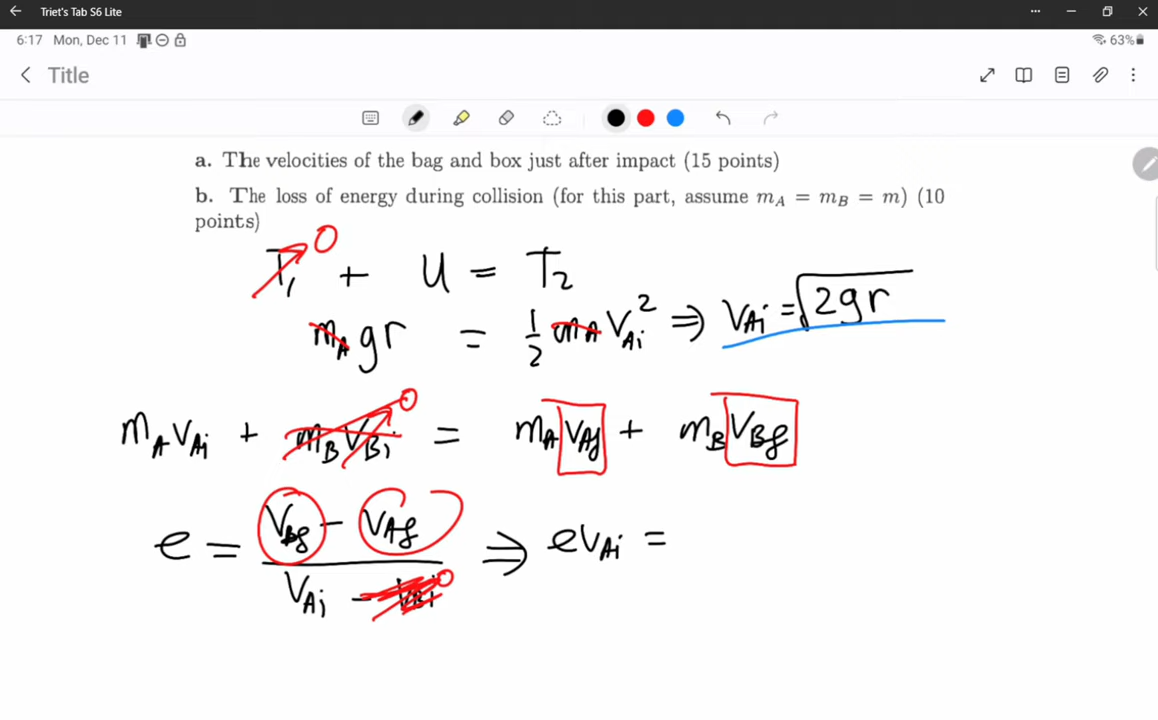 Triet's Tab S6 Lite
6:17 Mon, Dec 11 63%
Title
a. The velocities of the bag and box just after impact (15 points)
b. The loss of energy during collision (for this part, assume m_A = m_B = m) (10
points)
T₁ 0 + U = T₂
m_A gr = 1/2 m_A V_Ai² ⇒ V_Ai = √2gr
m_A V_Ai + m_B V_Bi 0 = m_A V_Af + m_B V_Bf
e = (V_Bf - V_Af) / (V_Ai - V_Bi 0) ⇒ eV_Ai =